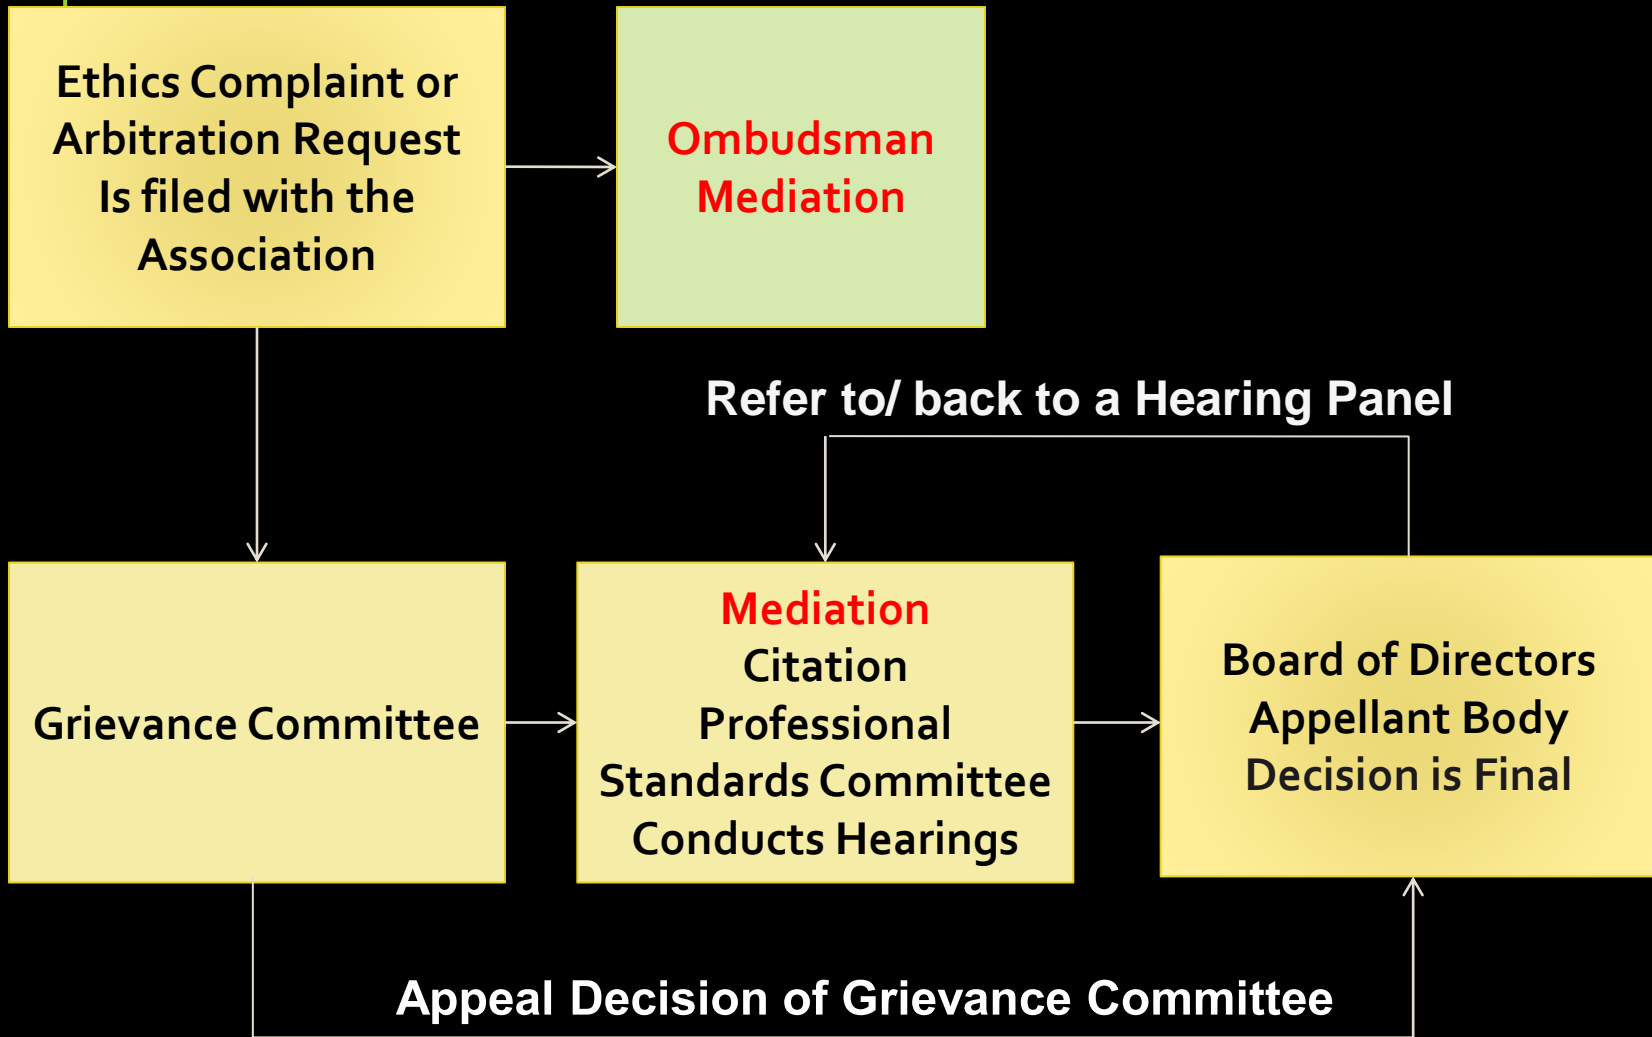 Ethics Complaint or
Arbitration Request
Is filed with the
Association
Ombudsman
Mediation
Refer to/ back to a Hearing Panel
Grievance Committee
Mediation
Citation
Professional
Standards Committee
Conducts Hearings
Board of Directors
Appellant Body
Decision is Final
Appeal Decision of Grievance Committee